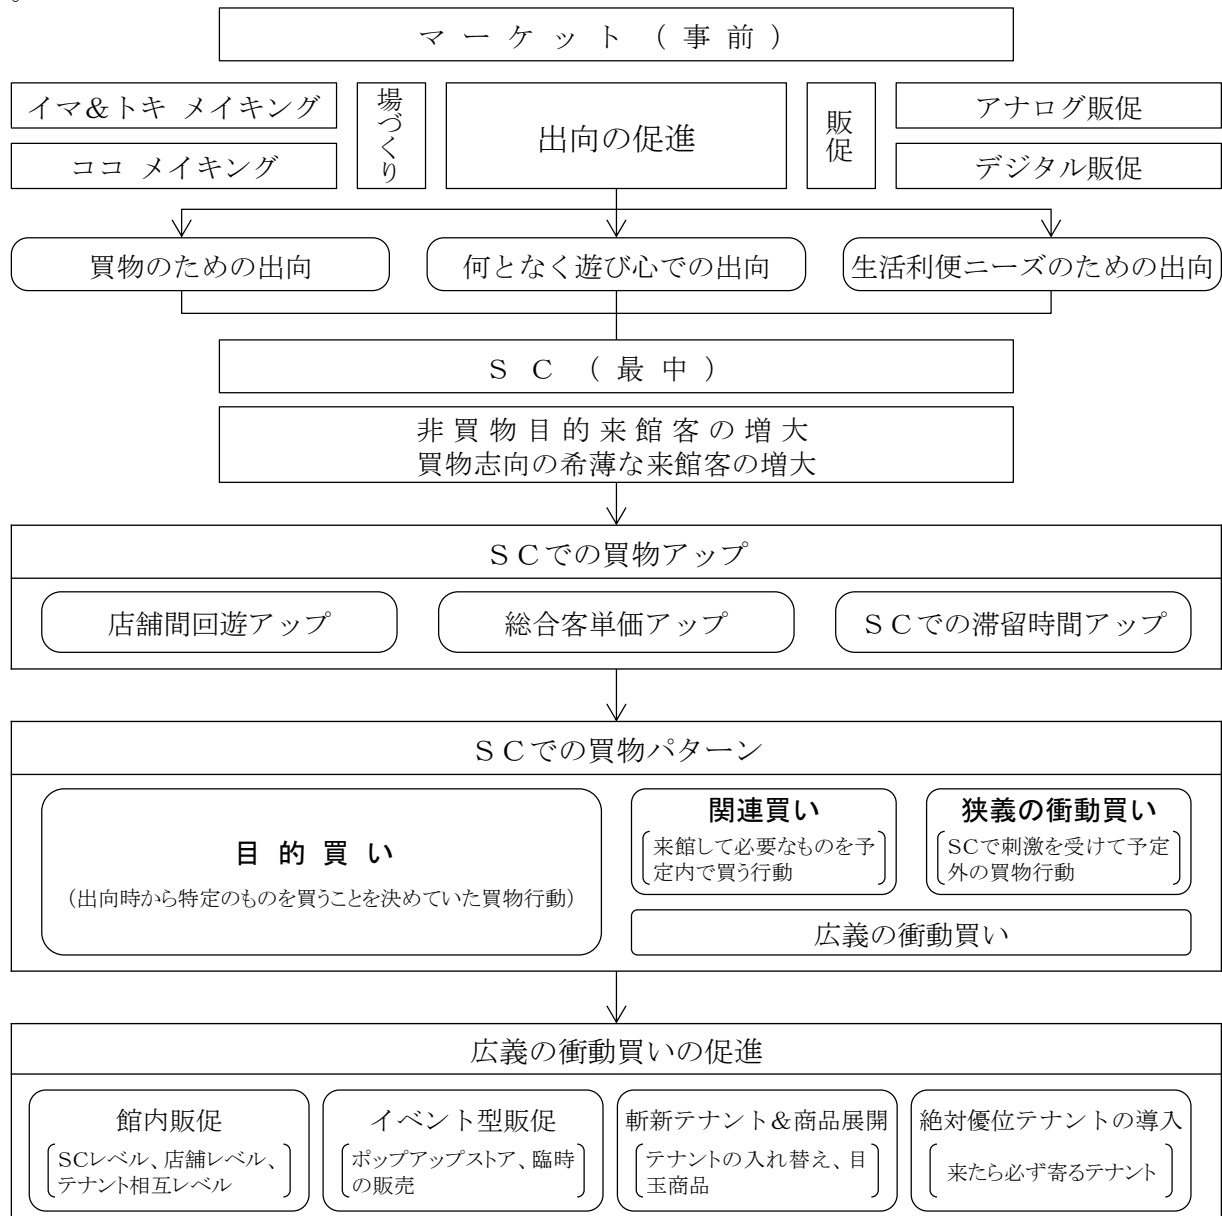 。
マーケット(事前)
イマ&トキ メイキング
ココ メイキング
場づくり
出向の促進
販促
アナログ販促
デジタル販促
買物のための出向
何となく遊び心での出向
生活利便ニーズのための出向
SC(最中)
非買物目的来館客の増大
買物志向の希薄な来館客の増大
SCでの買物アップ
店舗間回遊アップ
総合客単価アップ
SCでの滞留時間アップ
SCでの買物パターン
目的買い
(出向時から特定のものを買うことを決めていた買物行動)
関連買い
来館して必要なものを予
定内で買う行動
狭義の衝動買い
SCで刺激を受けて予定
外の買物行動
広義の衝動買い
広義の衝動買いの促進
館内販促
SCレベル、店舗レベル、
テナント相互レベル
イベント型販促
ポップアップストア、臨時
の販売
斬新テナント&商品展開
テナントの入れ替え、目
玉商品
絶対優位テナントの導入
来たら必ず寄るテナント